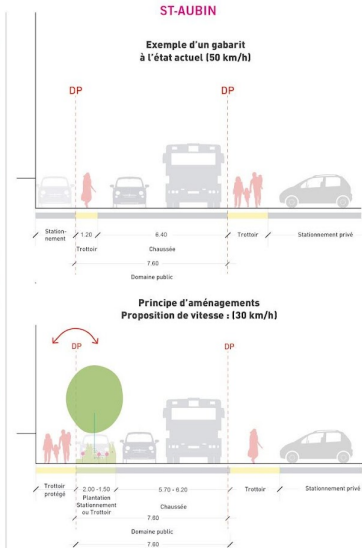 ST-AUBIN
Exemple d'un gabarit
à l'état actuel (50 km/h)
DP
DP
Station-
nement
1.20
6.40
Trottoir
Stationnement privé
Trottoir
Chaussée
7.60
Domaine public
Principe d'aménagements
Proposition de vitesse : (30 km/h)
DP
DP
Trottoir
protégé
2.00 -1.50
5.70 - 6.20
Trottoir
Stationnement privé
Plantation
Stationnement
ou Trottoir
Chaussée
7.60
Domaine public
7.60